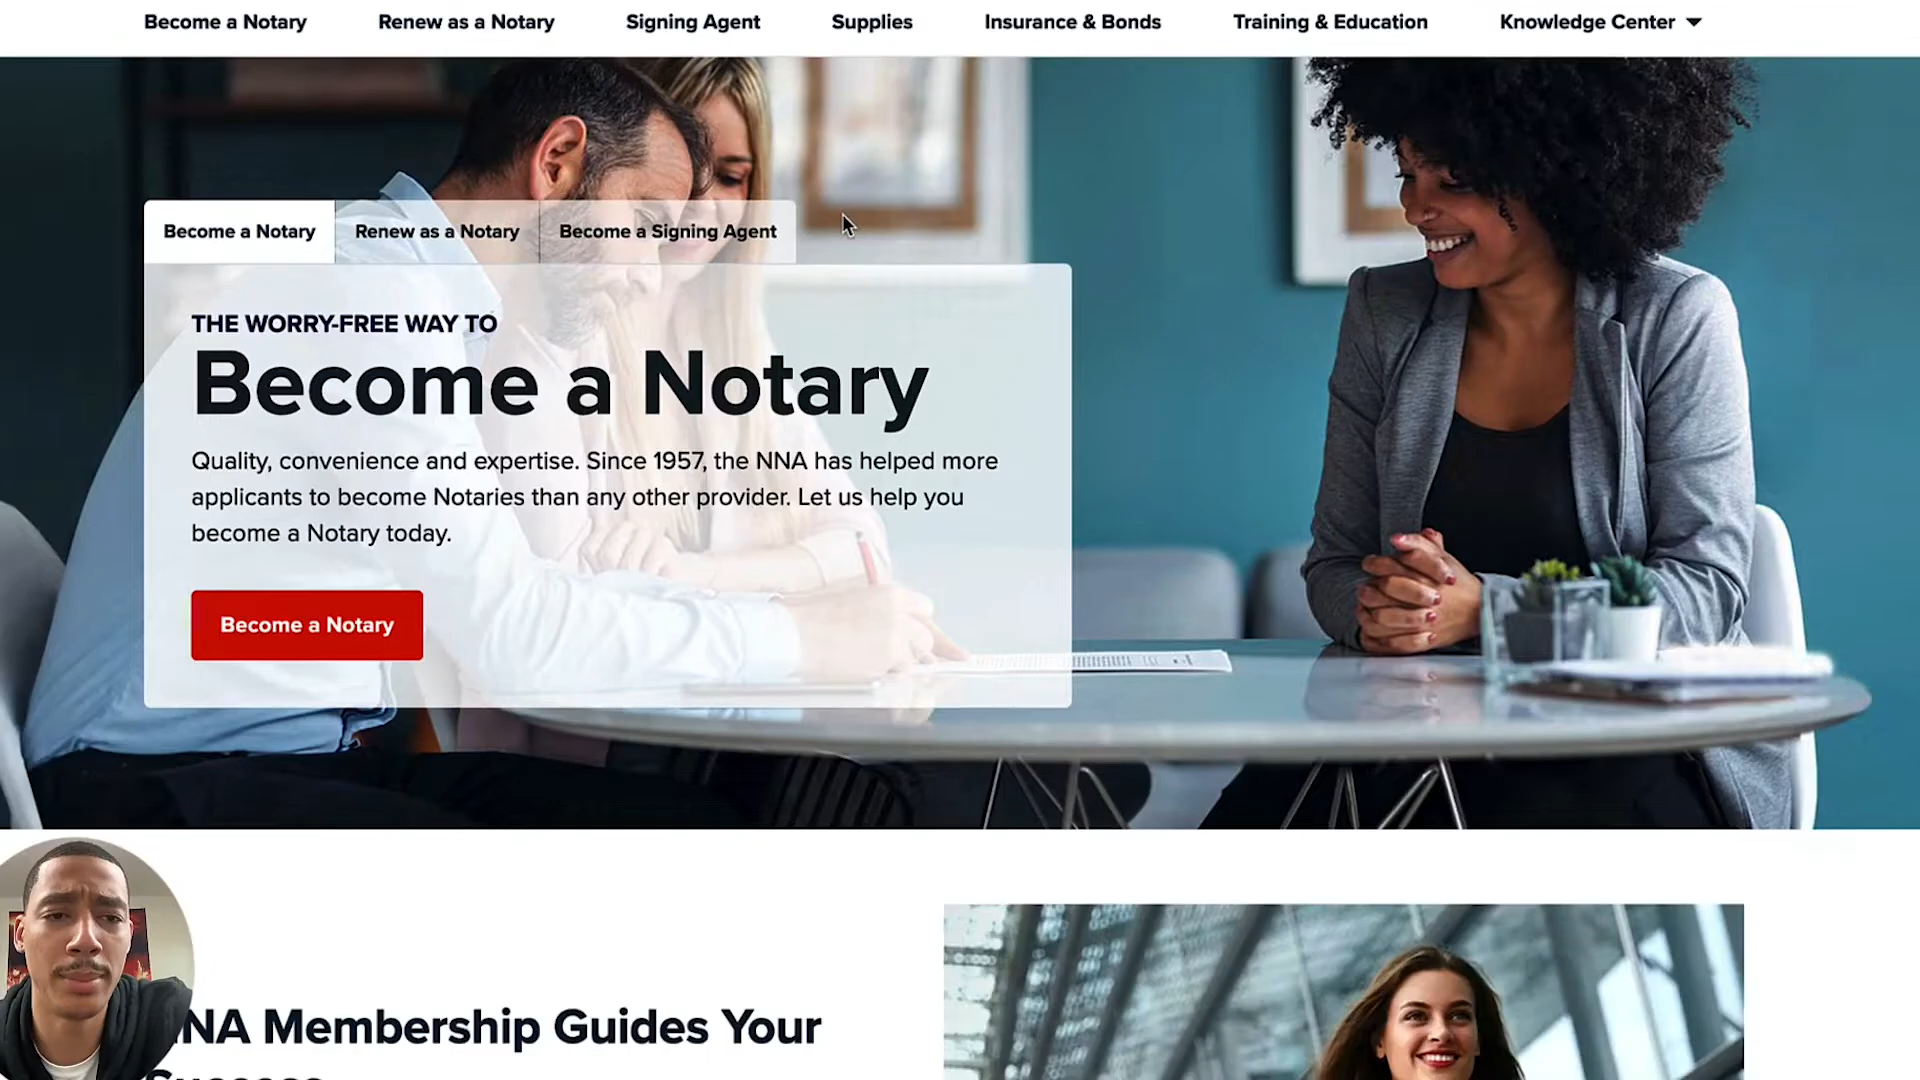 Become a Notary
Renew as a Notary
Signing Agent
Supplies
Insurance & Bonds
Training & Education
Knowledge Center
Become a Notary
Renew as a Notary
Become a Signing Agent
THE WORRY-FREE WAY TO
Become a Notary
Quality, convenience and expertise. Since 1957, the NNA has helped more
applicants to become Notaries than any other provider. Let us help you
become a Notary today.
Become a Notary
NA Membership Guides Your